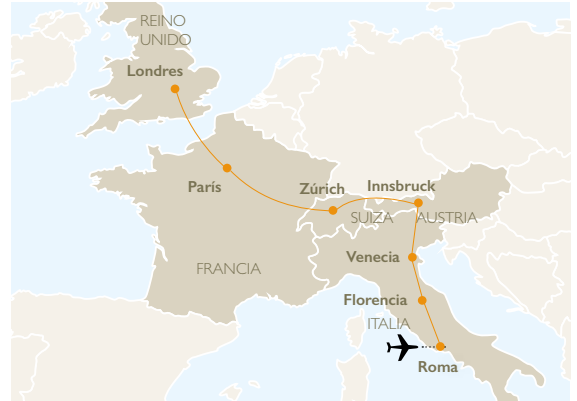 REINO
UNIDO
Londres
París
Zúrich
Innsbruck
SUIZA
AUSTRIA
Venecia
FRANCIA
Florencia
ITALIA
Roma